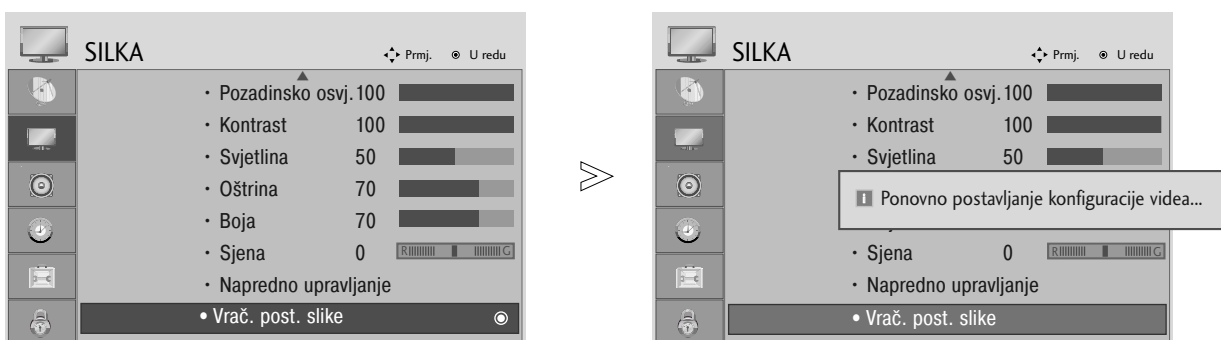 SILKA
Prmj. U redu
• Pozadinsko osvj. 100
• Kontrast 100
• Svjetlina 50
• Oštrina 70
• Boja 70
• Sjena 0 R G
• Napredno upravljanje
• Vrač. post. slike
SILKA
Prmj. U redu
• Pozadinsko osvj. 100
• Kontrast 100
• Svjetlina 50
Ponovno postavljanje konfiguracije videa...
• Sjena 0 R G
• Napredno upravljanje
• Vrač. post. slike